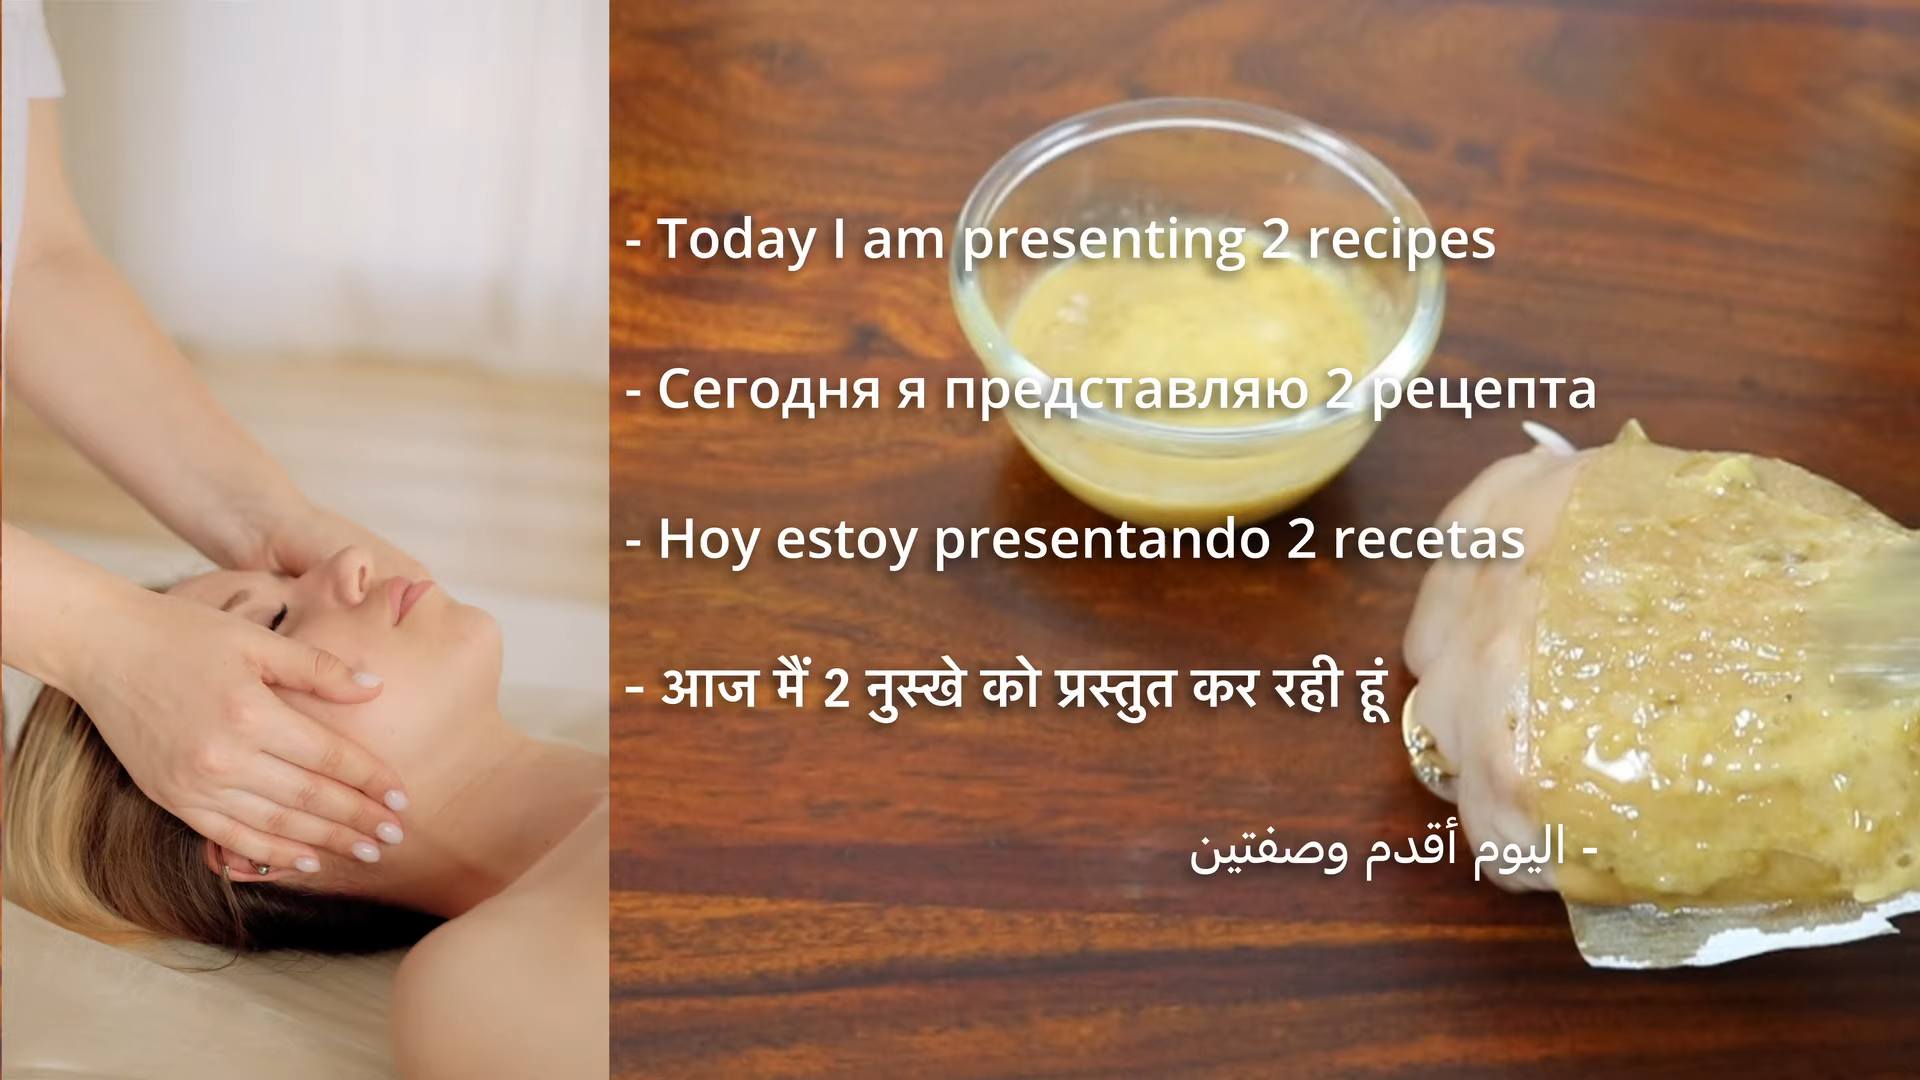 - Today I am presenting 2 recipes
- Сегодня я представляю 2 рецепта
- Hoy estoy presentando 2 recetas
- आज मैं 2 नुस्खे को प्रस्तुत कर रही हूं
- اليوم أقدم وصفتين